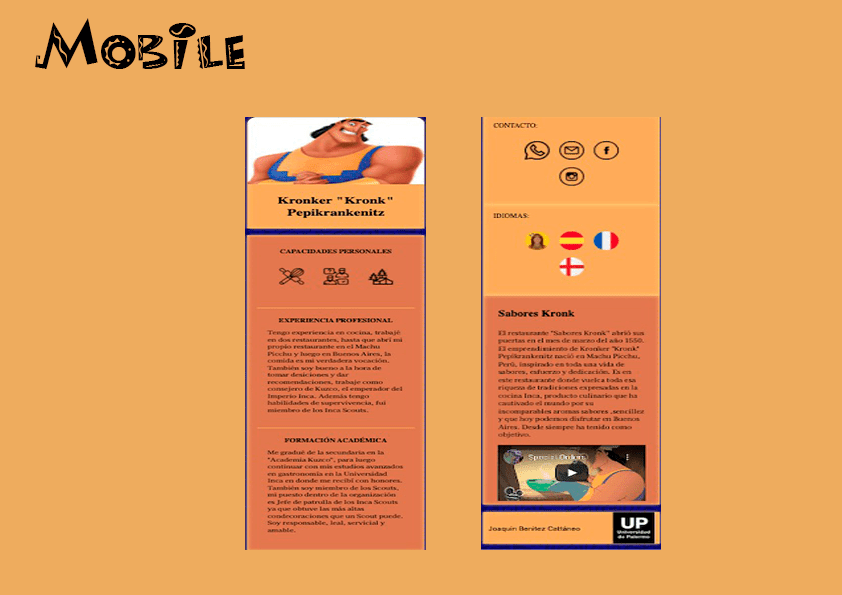 MOBILE
Kronker "Kronk"
Pepikrankenitz
CAPACIDADES PERSONALES
EXPERIENCIA PROFESIONAL
Tengo experiencia en cocina, trabajé
en dos restaurantes, hasta que abrí mi
propio restaurante en el Machu
Picchu y luego en Buenos Aires, la
comida es mi verdadera vocación.
También soy bueno a la hora de
tomar desiciones y dar
recomendaciones, trabaje como
consejero de Kuzco, el emperador del
Imperio Inca. Además tengo
habilidades de supervivencia, fui
miembro de los Inca Scouts.
FORMACIÓN ACADÉMICA
Me gradué de la secundaria en la
"Academia Kuzco", para luego
continuar con mis estudios avanzados
en gastronomía en la Universidad
Inca en donde me recibí con honores.
También soy miembro de los Scouts,
mi puesto dentro de la organización
es Jefe de patrulla de los Inca Scouts
ya que obtuve las más altas
condecoraciones que un Scout puede.
Soy responsable, leal, servicial y
amable.
CONTACTO:
IDIOMAS:
Sabores Kronk
El restaurante "Sabores Kronk" abrió sus
puertas en el mes de marzo del año 1550.
El emprendimiento de Kronker "Kronk"
Pepikrankenitz nació en Machu Picchu,
Perú, inspirado en toda una vida de
sabores, esfuerzo y dedicación. Es en
este restaurante donde vuelca toda esa
riqueza de tradiciones expresadas en la
cocina Inca, producto culinario que ha
cautivado el mundo por su
incomparables aromas sabores ,sencillez
y que hoy podemos disfrutar en Buenos
Aires. Desde siempre ha tenido como
objetivo.
Special Orders
Joaquin Benitez Cattáneo
UP
Universidad
de Palermo